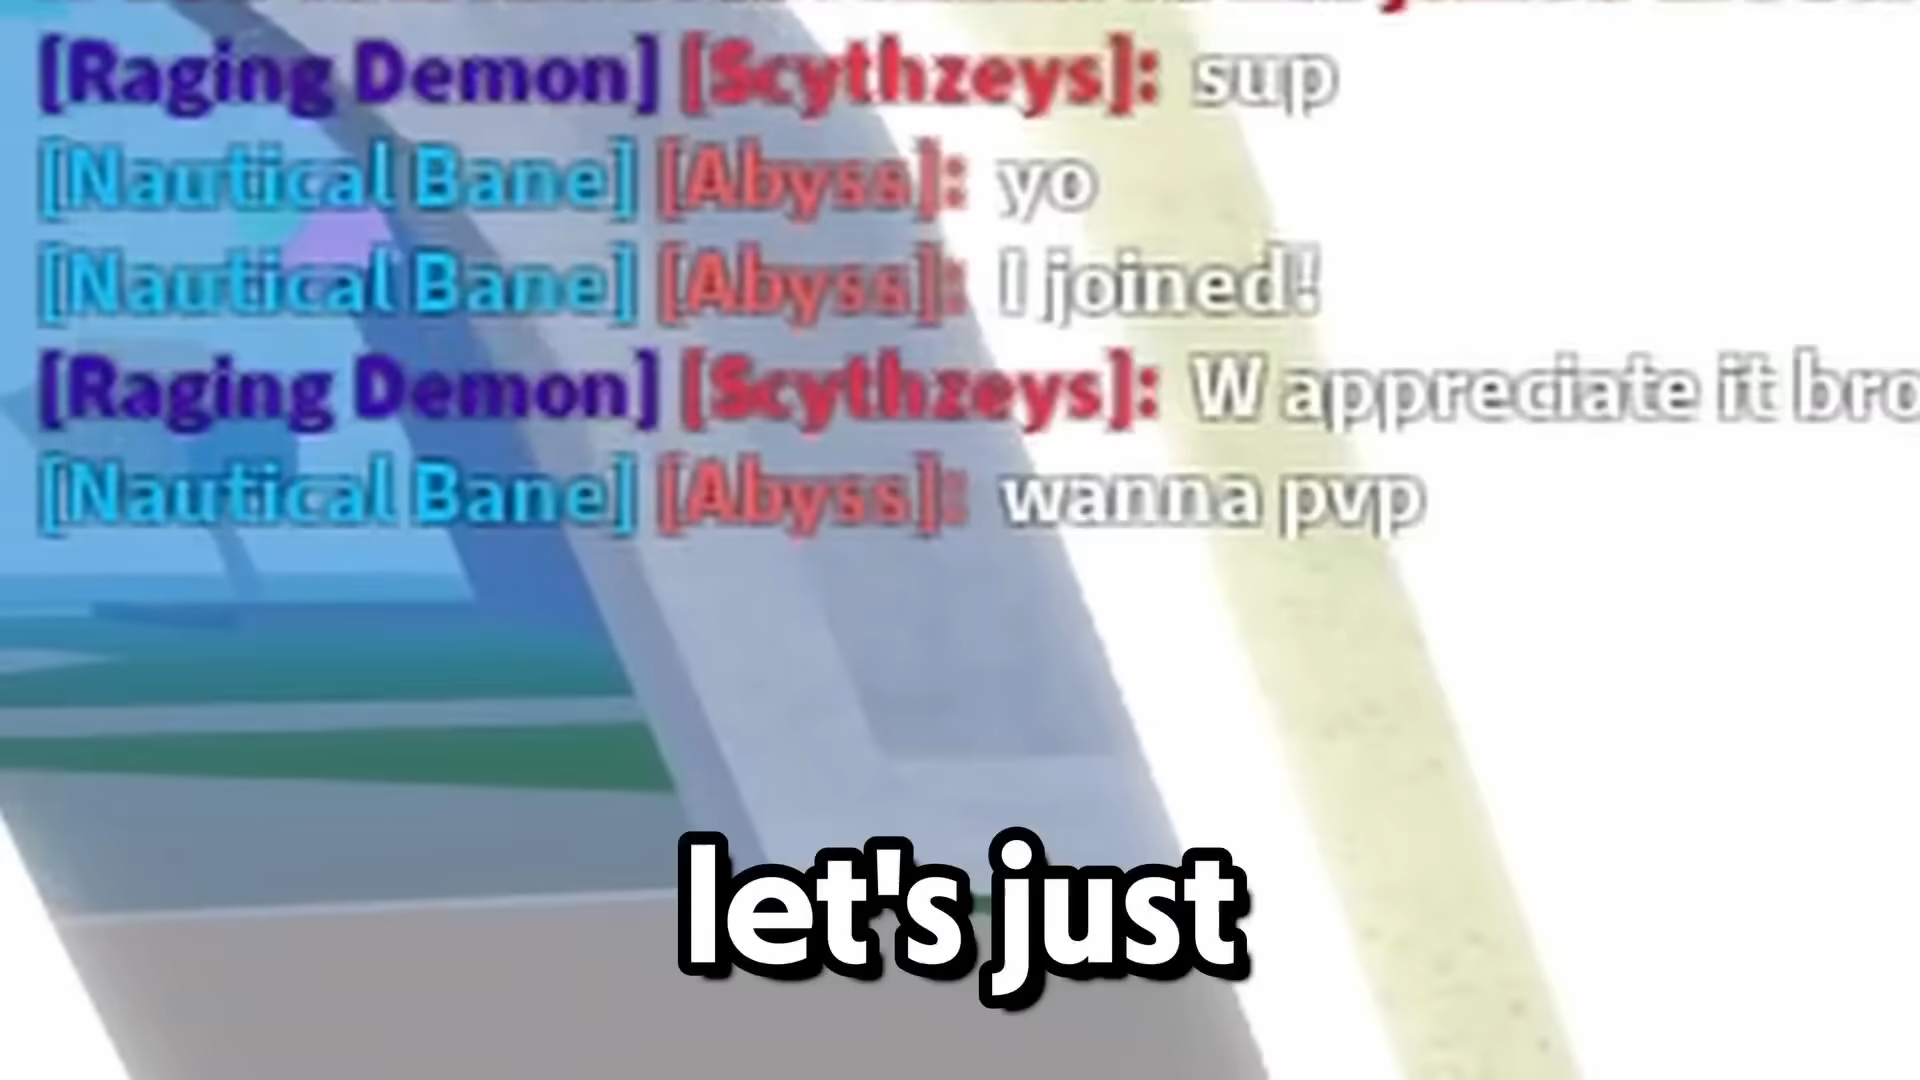 [Raging Demon] [Scythzeys]: sup
[Nautical Bane] [Abyss]: yo
[Nautical Bane] [Abyss]: I joined!
[Raging Demon] [Scythzeys]: W appreciate it bro
[Nautical Bane] [Abyss]: wanna pvp
let's just